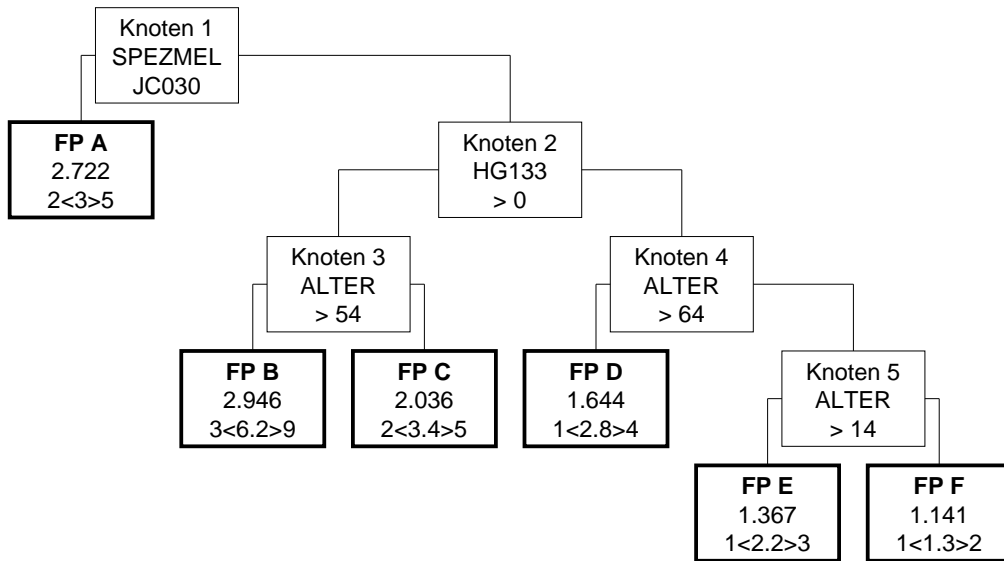 Knoten 1
SPEZMEL
JC030
FP A
2.722
2<3>5
Knoten 2
HG133
> 0
Knoten 3
ALTER
> 54
Knoten 4
ALTER
> 64
FP B
2.946
3<6.2>9
FP C
2.036
2<3.4>5
FP D
1.644
1<2.8>4
Knoten 5
ALTER
> 14
FP E
1.367
1<2.2>3
FP F
1.141
1<1.3>2